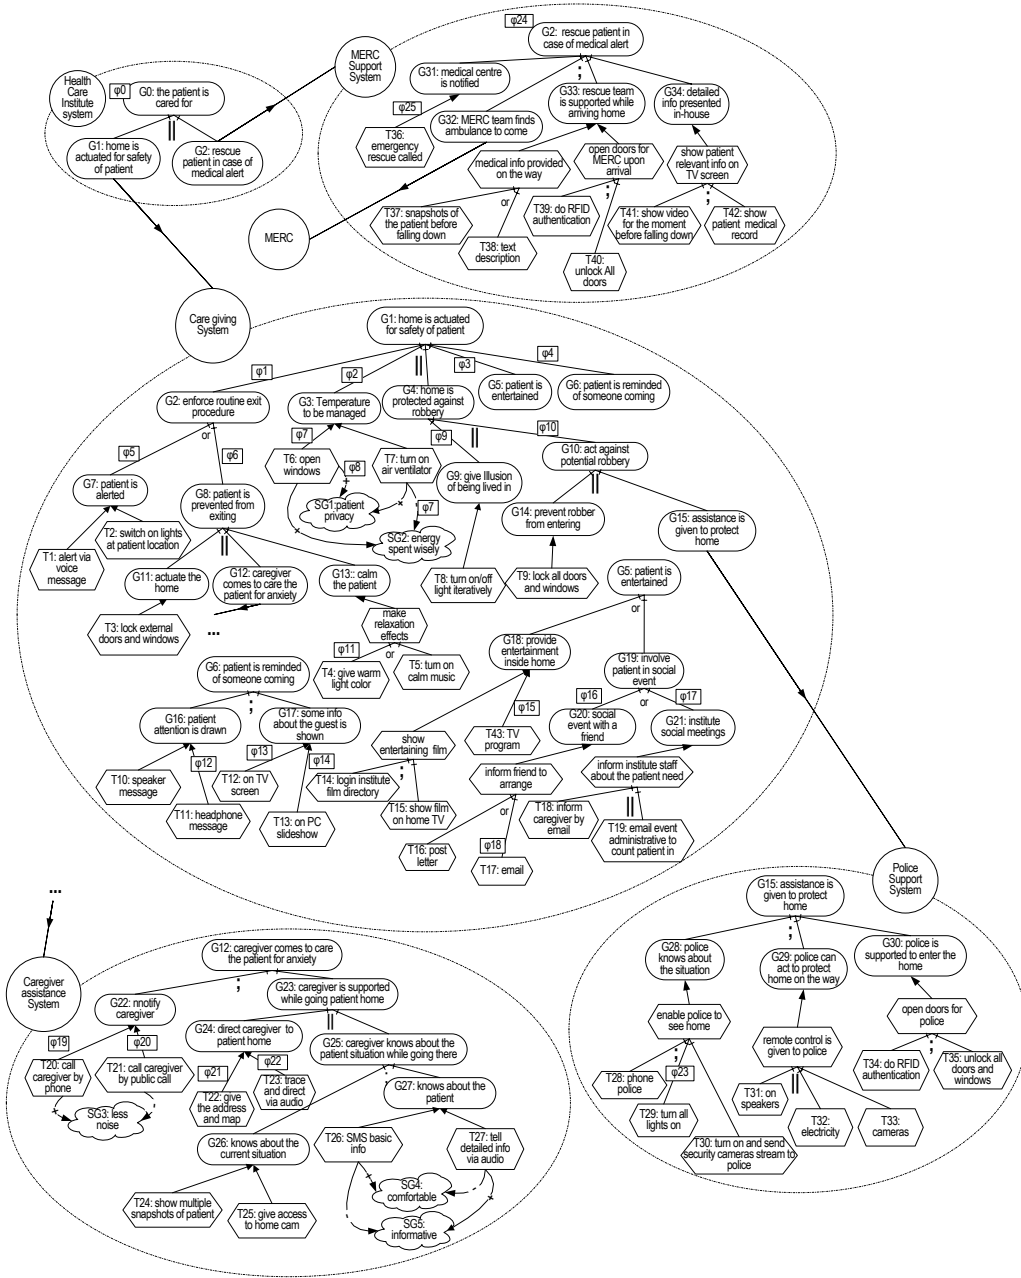 Health
Care
Institute
system
φ0
G0: the patient is
cared for
||
G1: home is
actuated for safety
of patient
G2: rescue
patient in case of
medical alert
MERC
Support
System
φ24
G2: rescue patient in
case of medical alert
;
G31: medical centre
is notified
φ25
T36:
emergency
rescue called
G32: MERC team finds
ambulance to come
G33: rescue team
is supported while
arriving home
G34: detailed
info presented
in-house
medical info provided
on the way
or
T37: snapshots of
the patient before
falling down
T38: text
description
open doors for
MERC upon
arrival
;
T39: do RFID
authentication
T40:
unlock All
doors
show patient
relevant info on
TV screen
;
T41: show video
for the moment
before falling down
T42: show
patient medical
record
MERC
Care giving
System
G1: home is actuated
for safety of patient
||
φ1
φ2
φ3
φ4
G2: enforce routine exit
procedure
or
G3: Temperature
to be managed
G4: home is
protected against
robbery
G5: patient is
entertained
G6: patient is reminded
of someone coming
φ5
φ6
φ7
φ9
||
φ10
G7: patient is
alerted
G8: patient is
prevented from
exiting
||
T6: open
windows
φ8
+
T7: turn on
air ventilator
φ7
SG1:patient
privacy
SG2: energy
spent wisely
G9: give Illusion
of being lived in
G10: act against
potential robbery
||
G14: prevent robber
from entering
G15: assistance is
given to protect
home
T1: alert via
voice
message
T2: switch on lights
at patient location
G11: actuate the
home
G12: caregiver
comes to care the
patient for anxiety
...
G13:: calm
the patient
T8: turn on/off
light iteratively
T9: lock all doors
and windows
G5: patient is
entertained
or
T3: lock external
doors and windows
make
relaxation
effects
or
φ11
T4: give warm
light color
T5: turn on
calm music
G18: provide
entertainment
inside home
G19: involve
patient in social
event
or
G6: patient is reminded
of someone coming
;
φ15
φ16
φ17
G16: patient
attention is drawn
G17: some info
about the guest is
shown
T43: TV
program
G20: social
event with a
friend
G21: institute
social meetings
φ12
φ13
φ14
show
entertaining film
;
T10: speaker
message
T11: headphone
message
T12: on TV
screen
T13: on PC
slideshow
T14: login institute
film directory
T15: show film
on home TV
inform friend to
arrange
or
inform institute staff
about the patient need
||
T16: post
letter
φ18
T17: email
T18: inform
caregiver by
email
T19: email event
administrative to
count patient in
...
Caregiver
assistance
System
G12: caregiver comes to care
the patient for anxiety
;
G22: nnotify
caregiver
G23: caregiver is supported
while going patient home
||
φ19
φ20
T20: call
caregiver by
phone
T21: call caregiver
by public call
SG3: less
noise
G24: direct caregiver to
patient home
φ21
φ22
T22: give
the address
and map
T23: trace
and direct
via audio
G25: caregiver knows about the
patient situation while going there
;
G26: knows about the
current situation
G27: knows about the
patient
T24: show multiple
snapshots of patient
T25: give access
to home cam
T26: SMS basic
info
T27: tell
detailed info
via audio
SG4:
comfortable
SG5:
informative
Police
Support
System
G15: assistance is
given to protect
home
;
G28: police
knows about
the situation
G29: police can
act to protect
home on the way
G30: police is
supported to enter the
home
enable police to
see home
;
φ23
remote control is
given to police
||
open doors for
police
;
T28: phone
police
T29: turn all
lights on
T30: turn on and send
security cameras stream to
police
T31: on
speakers
T32:
electricity
T33:
cameras
T34: do RFID
authentication
T35: unlock all
doors and
windows